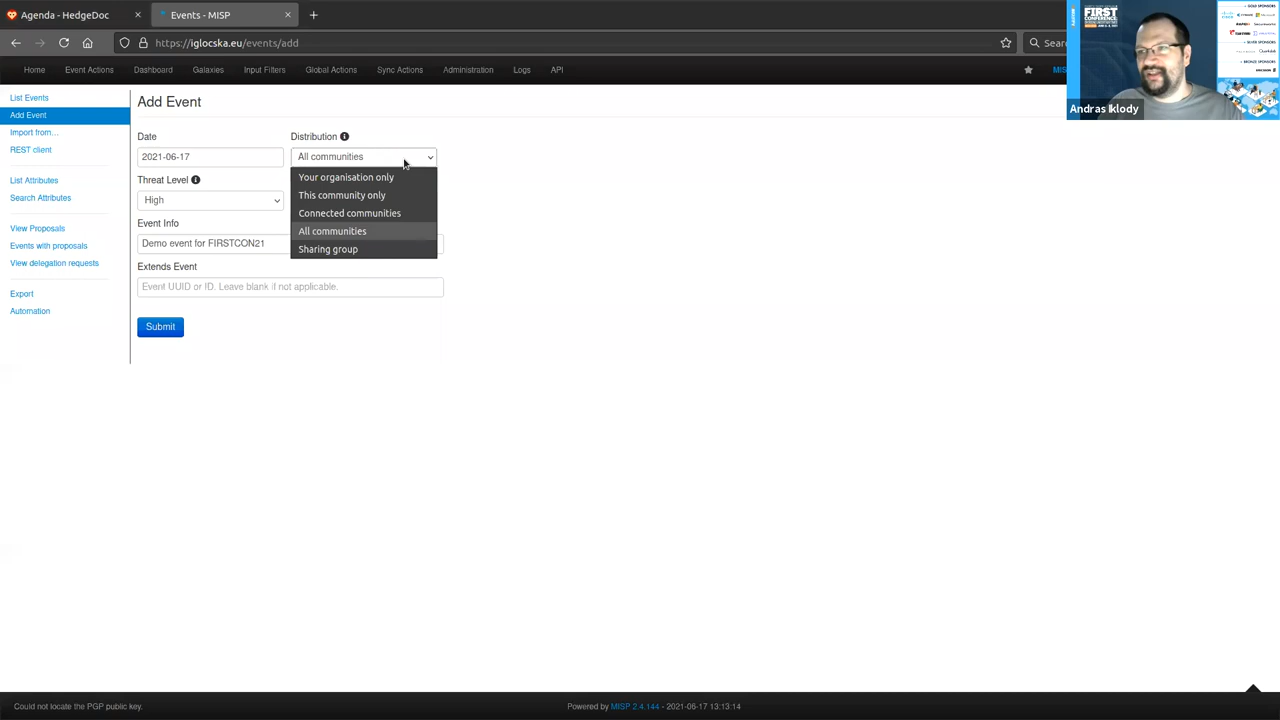 Agenda - HedgeDoc
Events - MISP
https://iglocska.eu/events/add
Sear
Home
Event Actions
Dashboard
Galaxies
Input Filters
Global Actions
Sync Actions
Administration
Logs
API
MIS
FIRST
CONFERENCE
Andras Iklody
List Events
Add Event
Import from...
REST client
List Attributes
Search Attributes
View Proposals
Events with proposals
View delegation requests
Export
Automation
Add Event
Date
Distribution
2021-06-17
All communities
Your organisation only
This community only
Connected communities
All communities
Sharing group
Threat Level
High
Event Info
Demo event for FIRSTCON21
Extends Event
Event UUID or ID. Leave blank if not applicable.
Submit
Could not locate the PGP public key.
Powered by MISP 2.4.144 - 2021-06-17 13:13:14